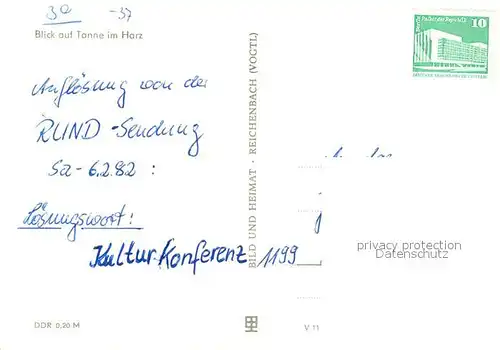 30 -37
Blick auf Tanne im Harz
Auflösung von der
RUND-Sendung
Sa - 6.2.82 :
Lösungswort:
Kultur Konferenz 1199
BILD UND HEIMAT · REICHENBACH (VOGTL)
10
privacy protection
Datenschutz
DDR 0,20 M
V 11